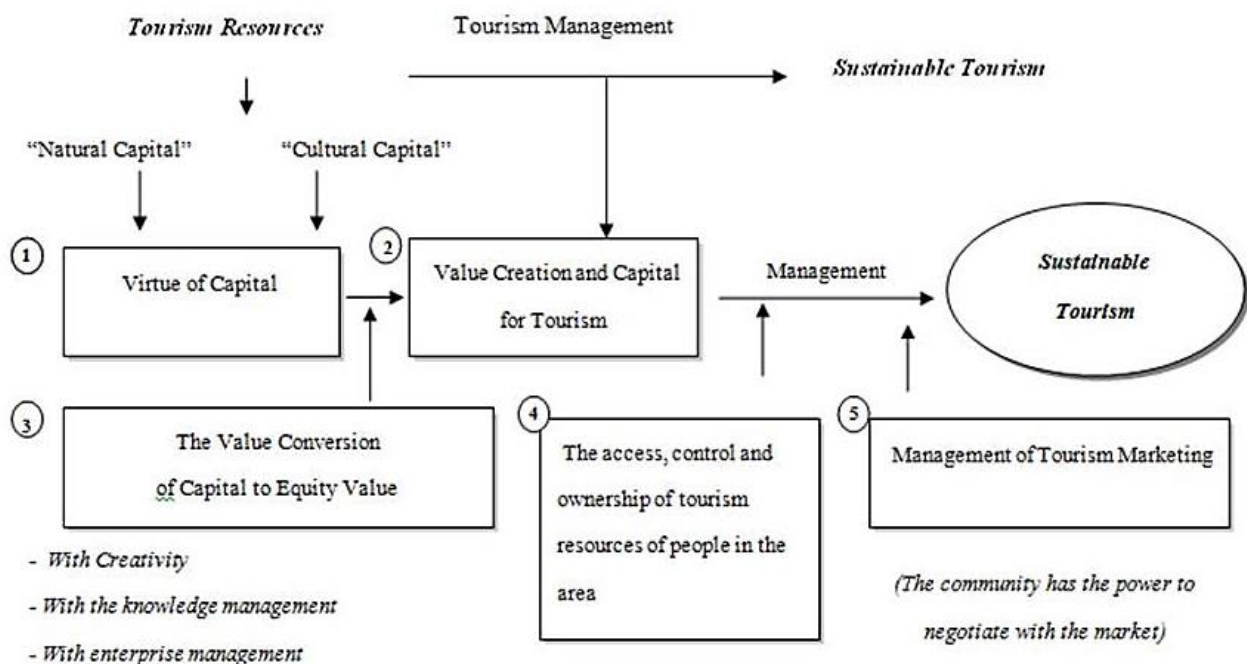 Tourism Resources
Tourism Management
Sustainable Tourism
“Natural Capital”
“Cultural Capital”
1
Virtue of Capital
2
Value Creation and Capital
for Tourism
Management
Sustainable
Tourism
3
The Value Conversion
of Capital to Equity Value
- With Creativity
- With the knowledge management
- With enterprise management
4
The access, control and
ownership of tourism
resources of people in the
area
5
Management of Tourism Marketing
(The community has the power to
negotiate with the market)